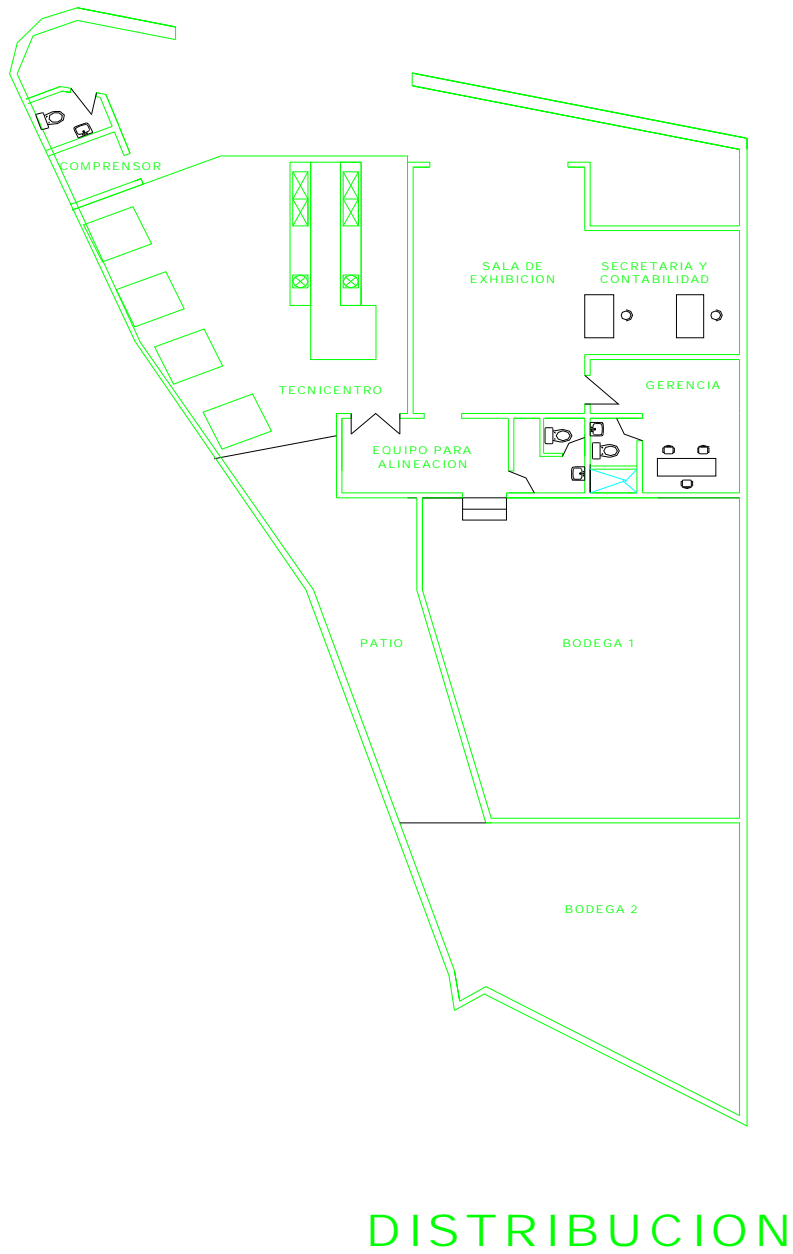 COMPRENSOR
SALA DE
EXHIBICION
SECRETARIA Y
CONTABILIDAD
TECNICENTRO
GERENCIA
EQUIPO PARA
ALINEACION
PATIO
BODEGA 1
BODEGA 2
DISTRIBUCION